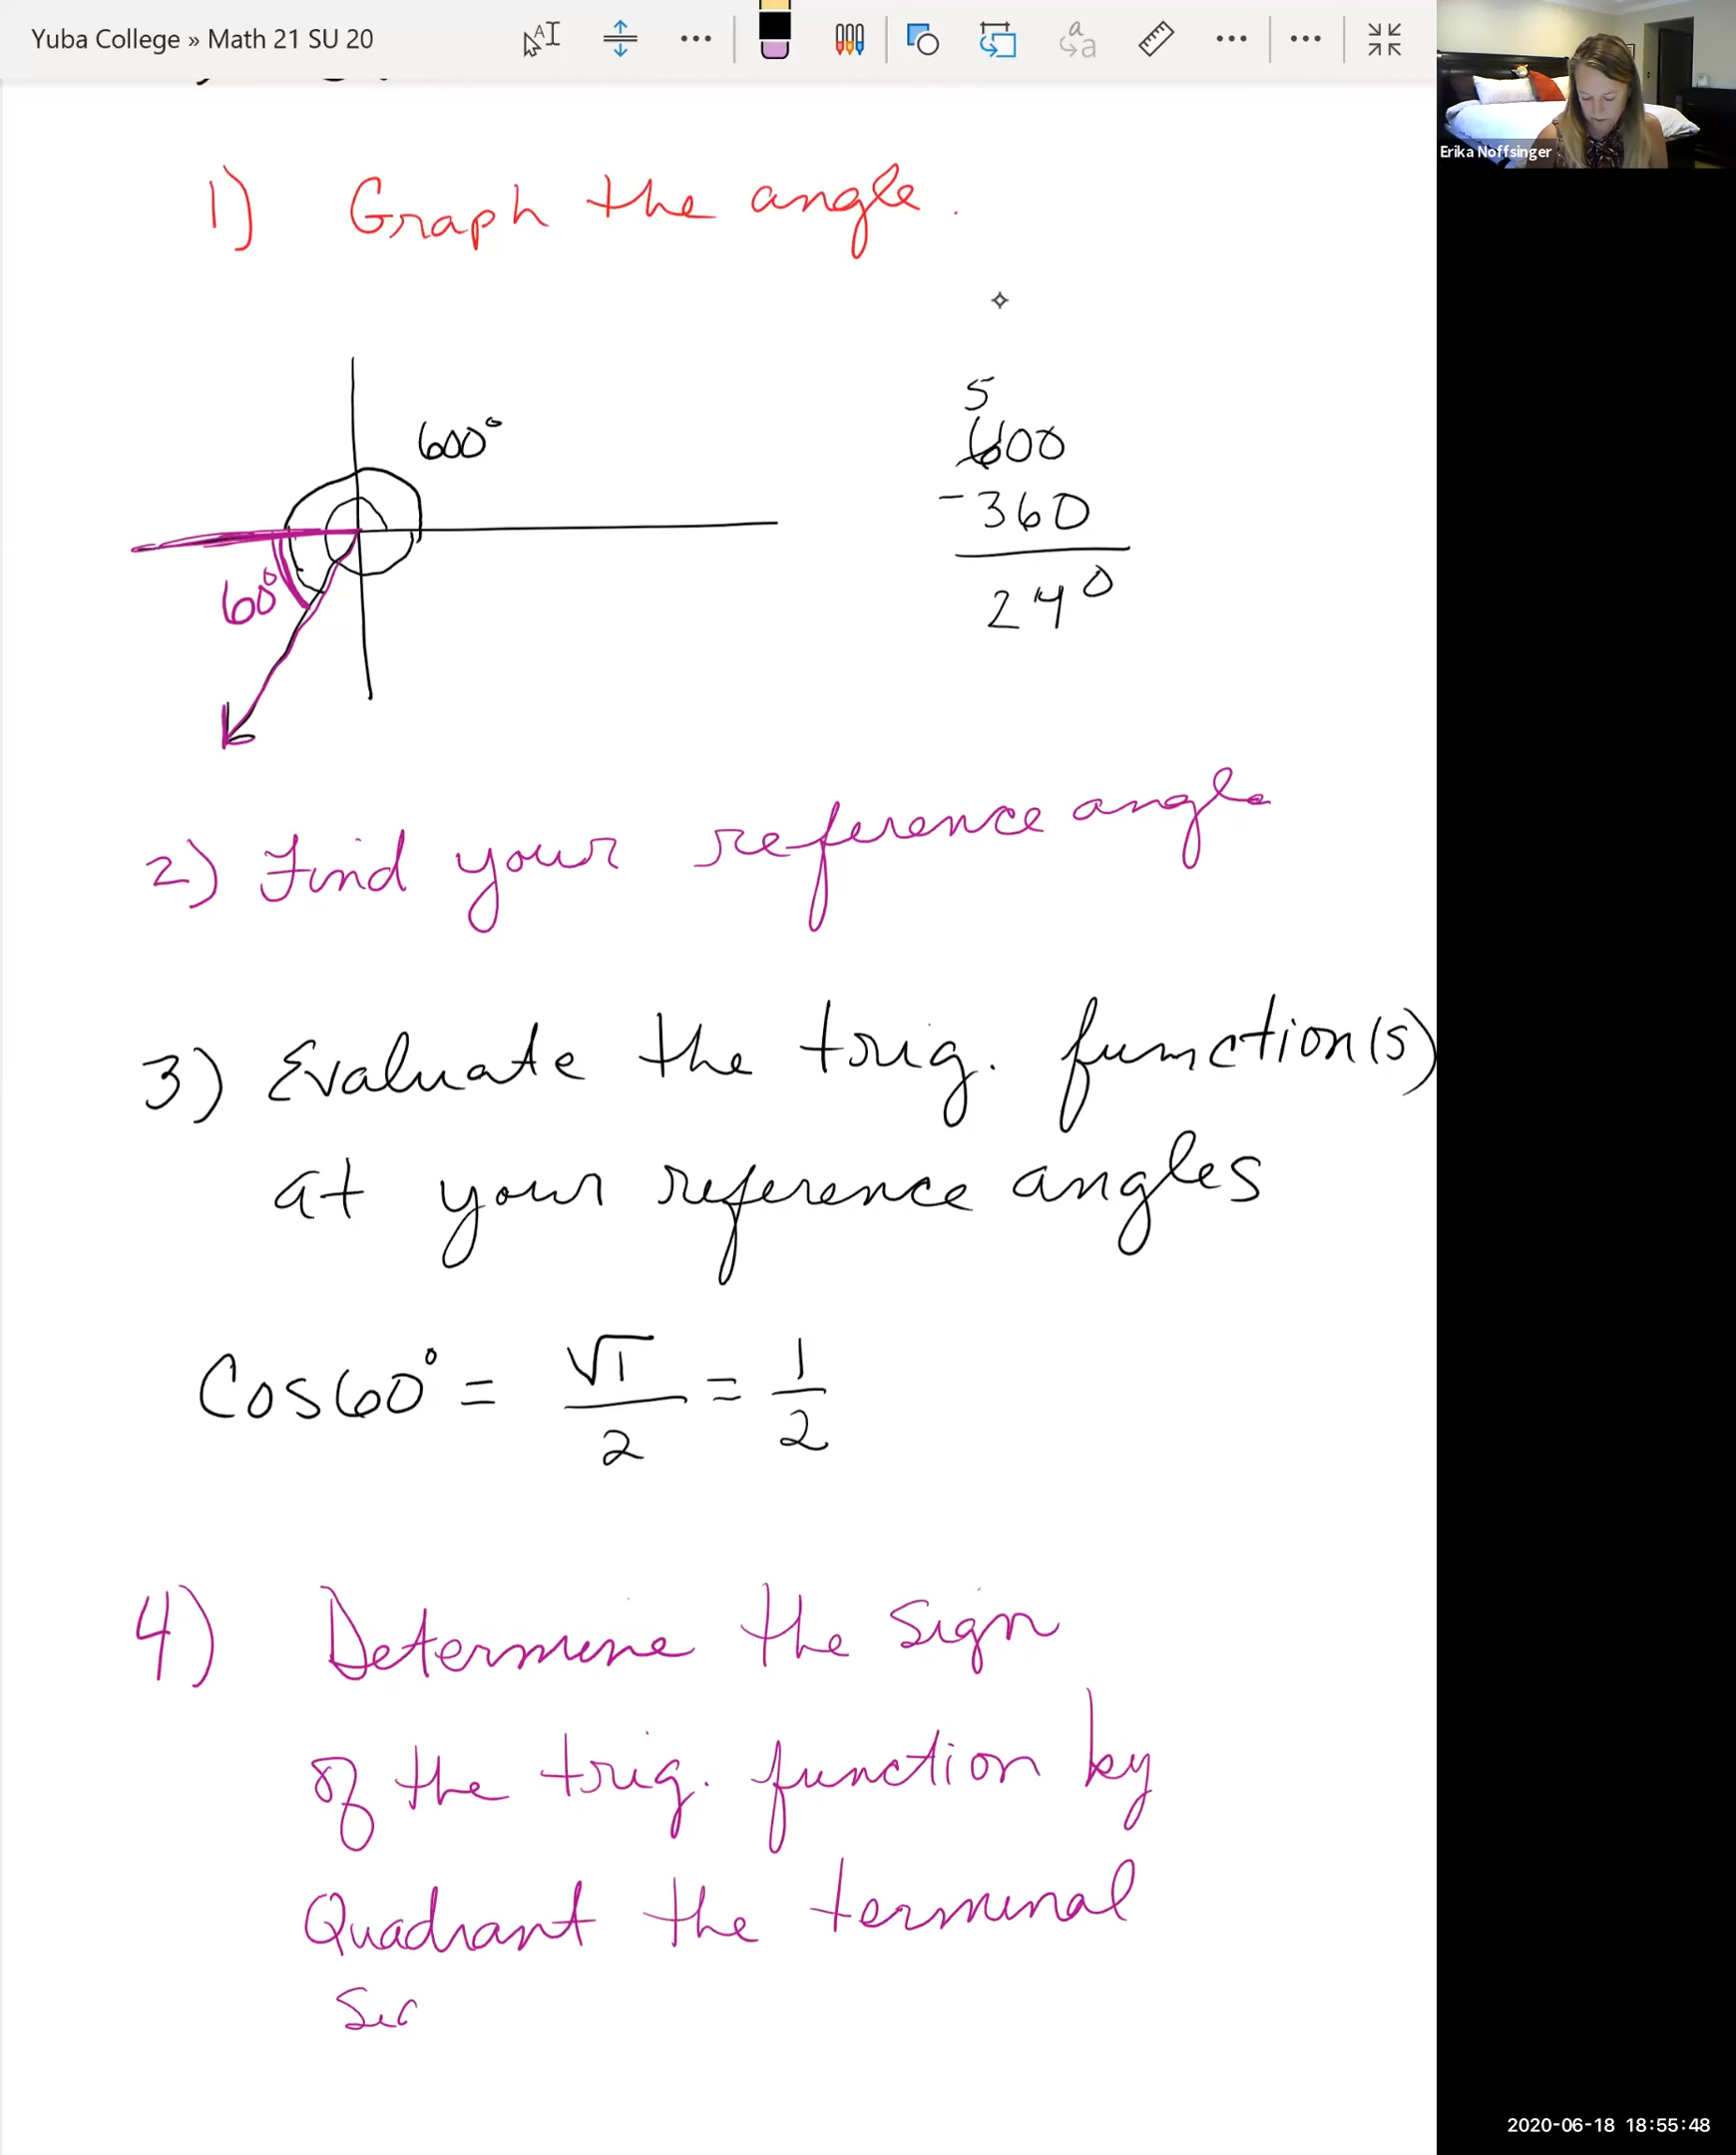 Yuba College » Math 21 SU 20
Erika Noffsinger
1) Graph the angle.
600°
60°
5
600
-360
240
2) Find your reference angle
3) Evaluate the trig. function(s)
at your reference angles
Cos60° = √1/2 = 1/2
4) Determine the sign
of the trig. function by
Quadrant the terminal
2020-06-18 18:55:48